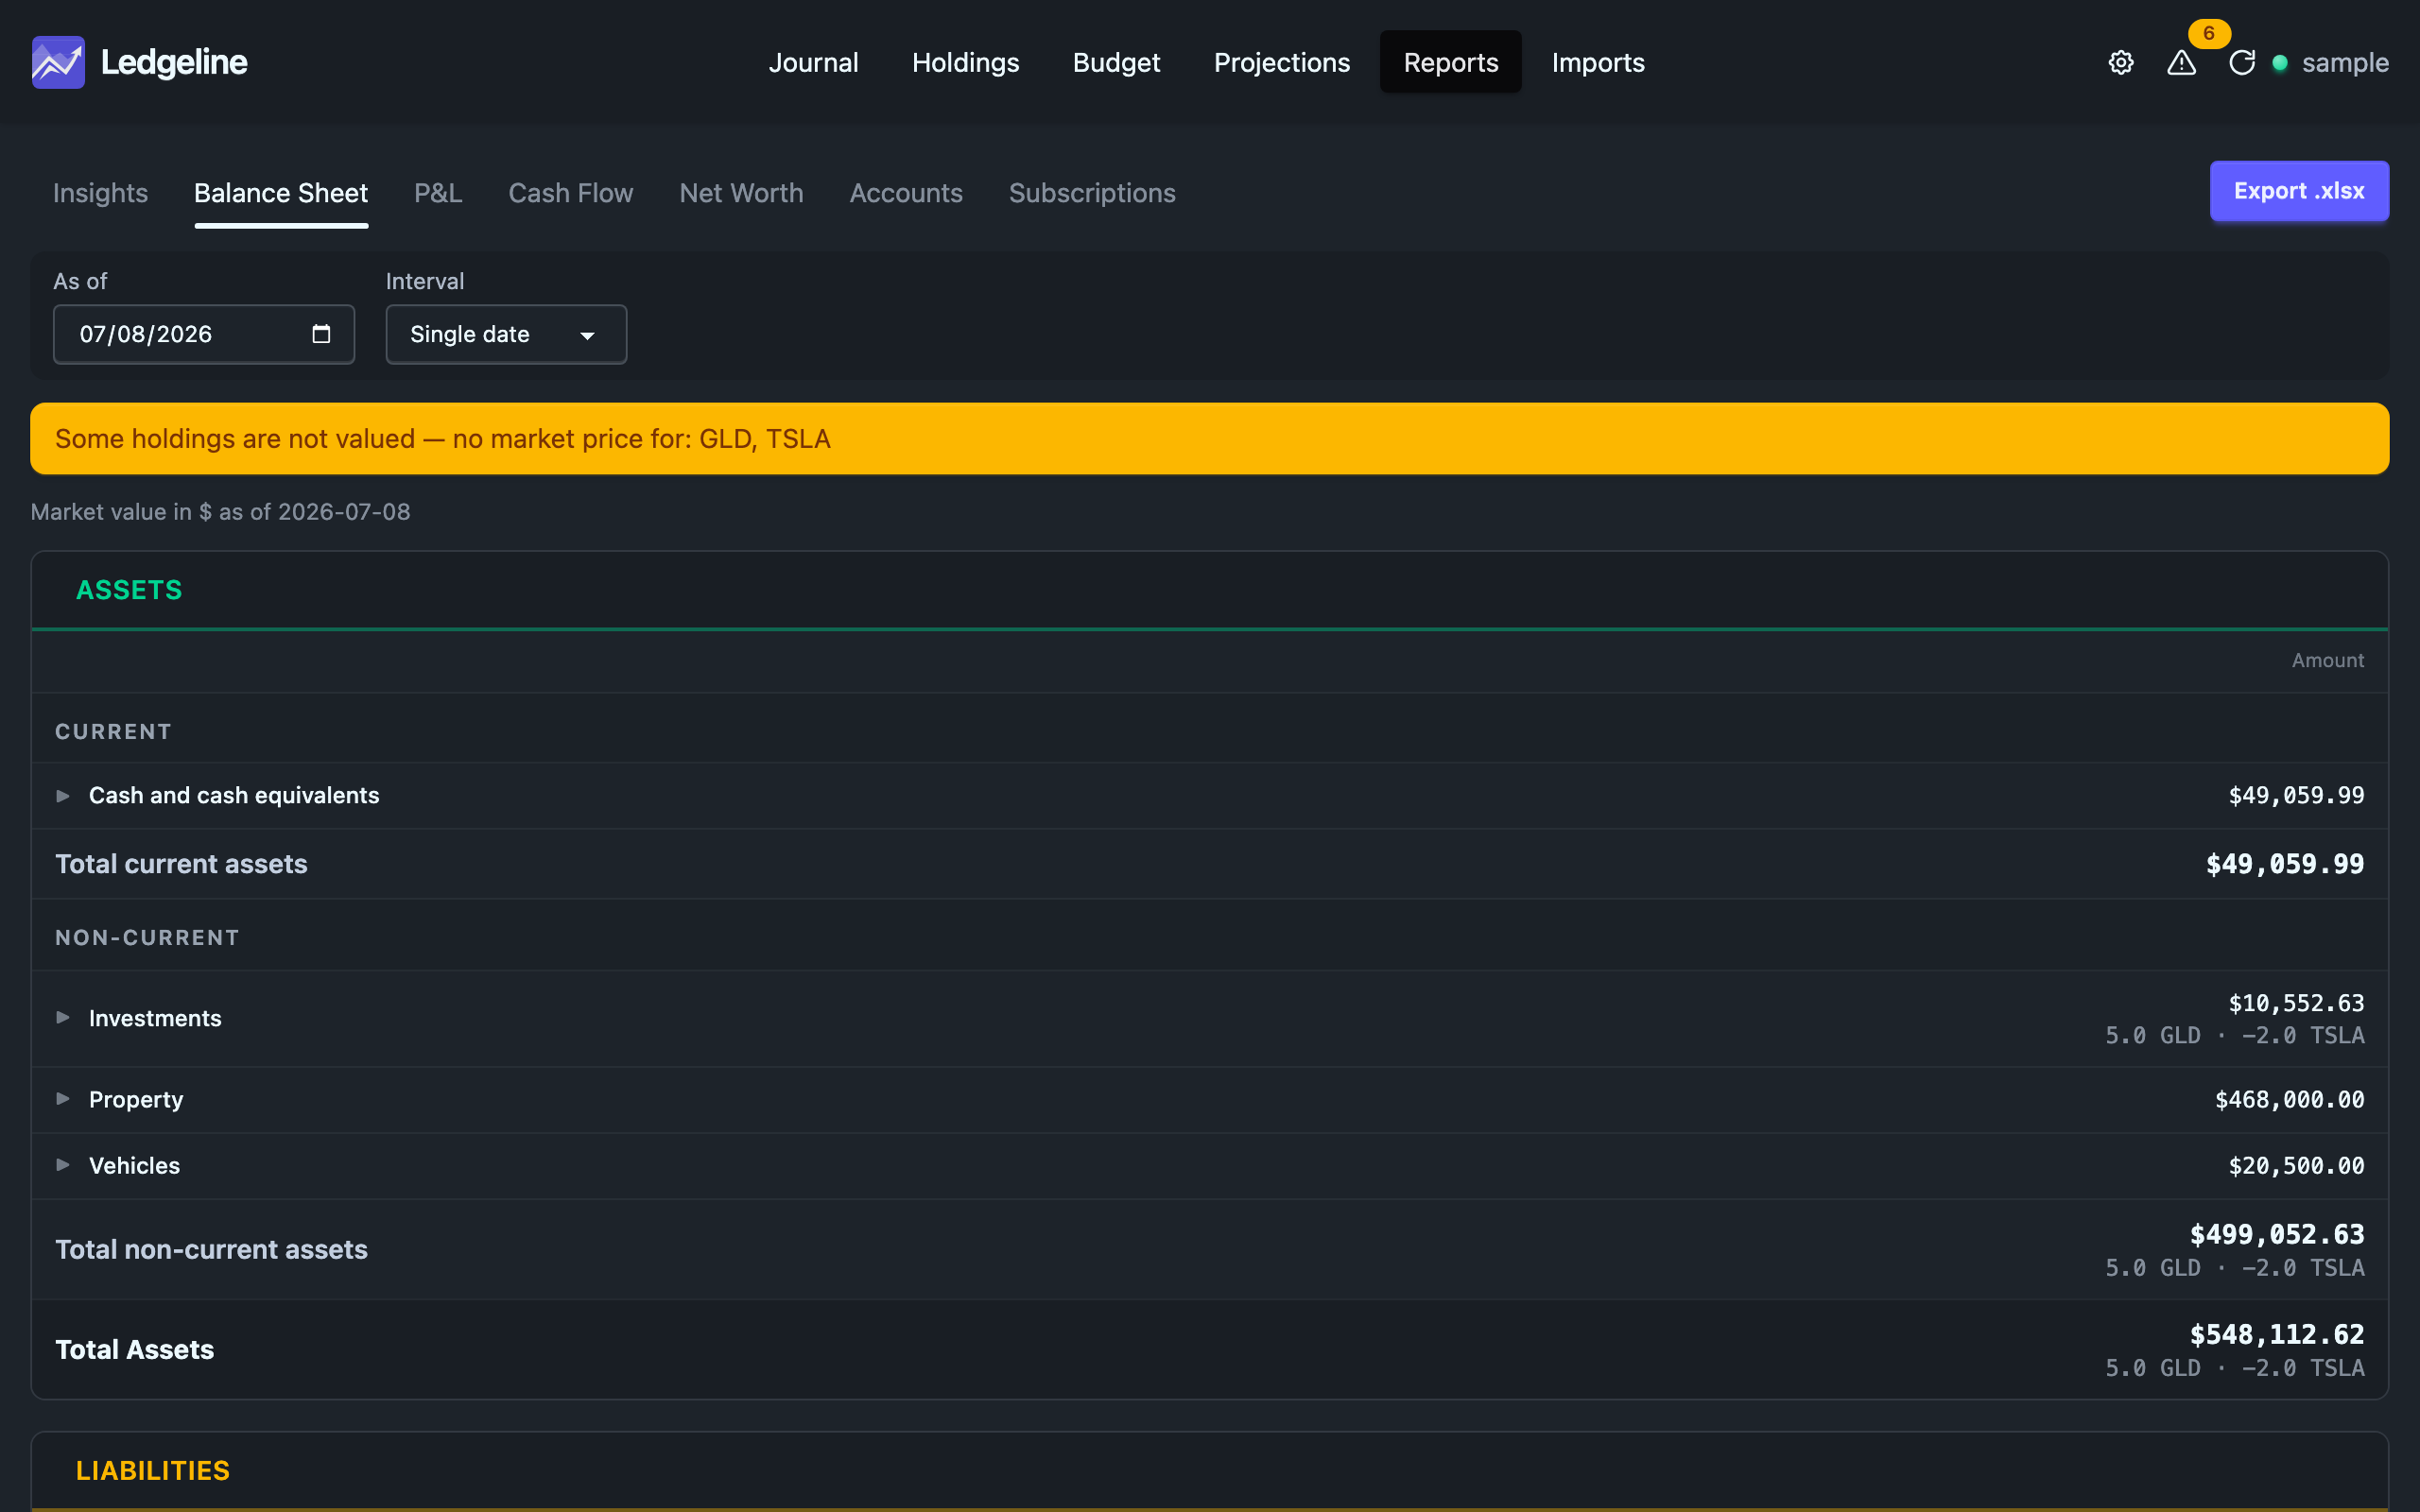 Ledgeline
Journal Holdings Budget Projections Reports Imports
6
sample
Insights Balance Sheet P&L Cash Flow Net Worth Accounts Subscriptions
Export .xlsx
As of Interval
07/08/2026 Single date
Some holdings are not valued — no market price for: GLD, TSLA
Market value in $ as of 2026-07-08
ASSETS
Amount
CURRENT
Cash and cash equivalents $49,059.99
Total current assets $49,059.99
NON-CURRENT
Investments $10,552.63
5.0 GLD · −2.0 TSLA
Property $468,000.00
Vehicles $20,500.00
Total non-current assets $499,052.63
5.0 GLD · −2.0 TSLA
Total Assets $548,112.62
5.0 GLD · −2.0 TSLA
LIABILITIES